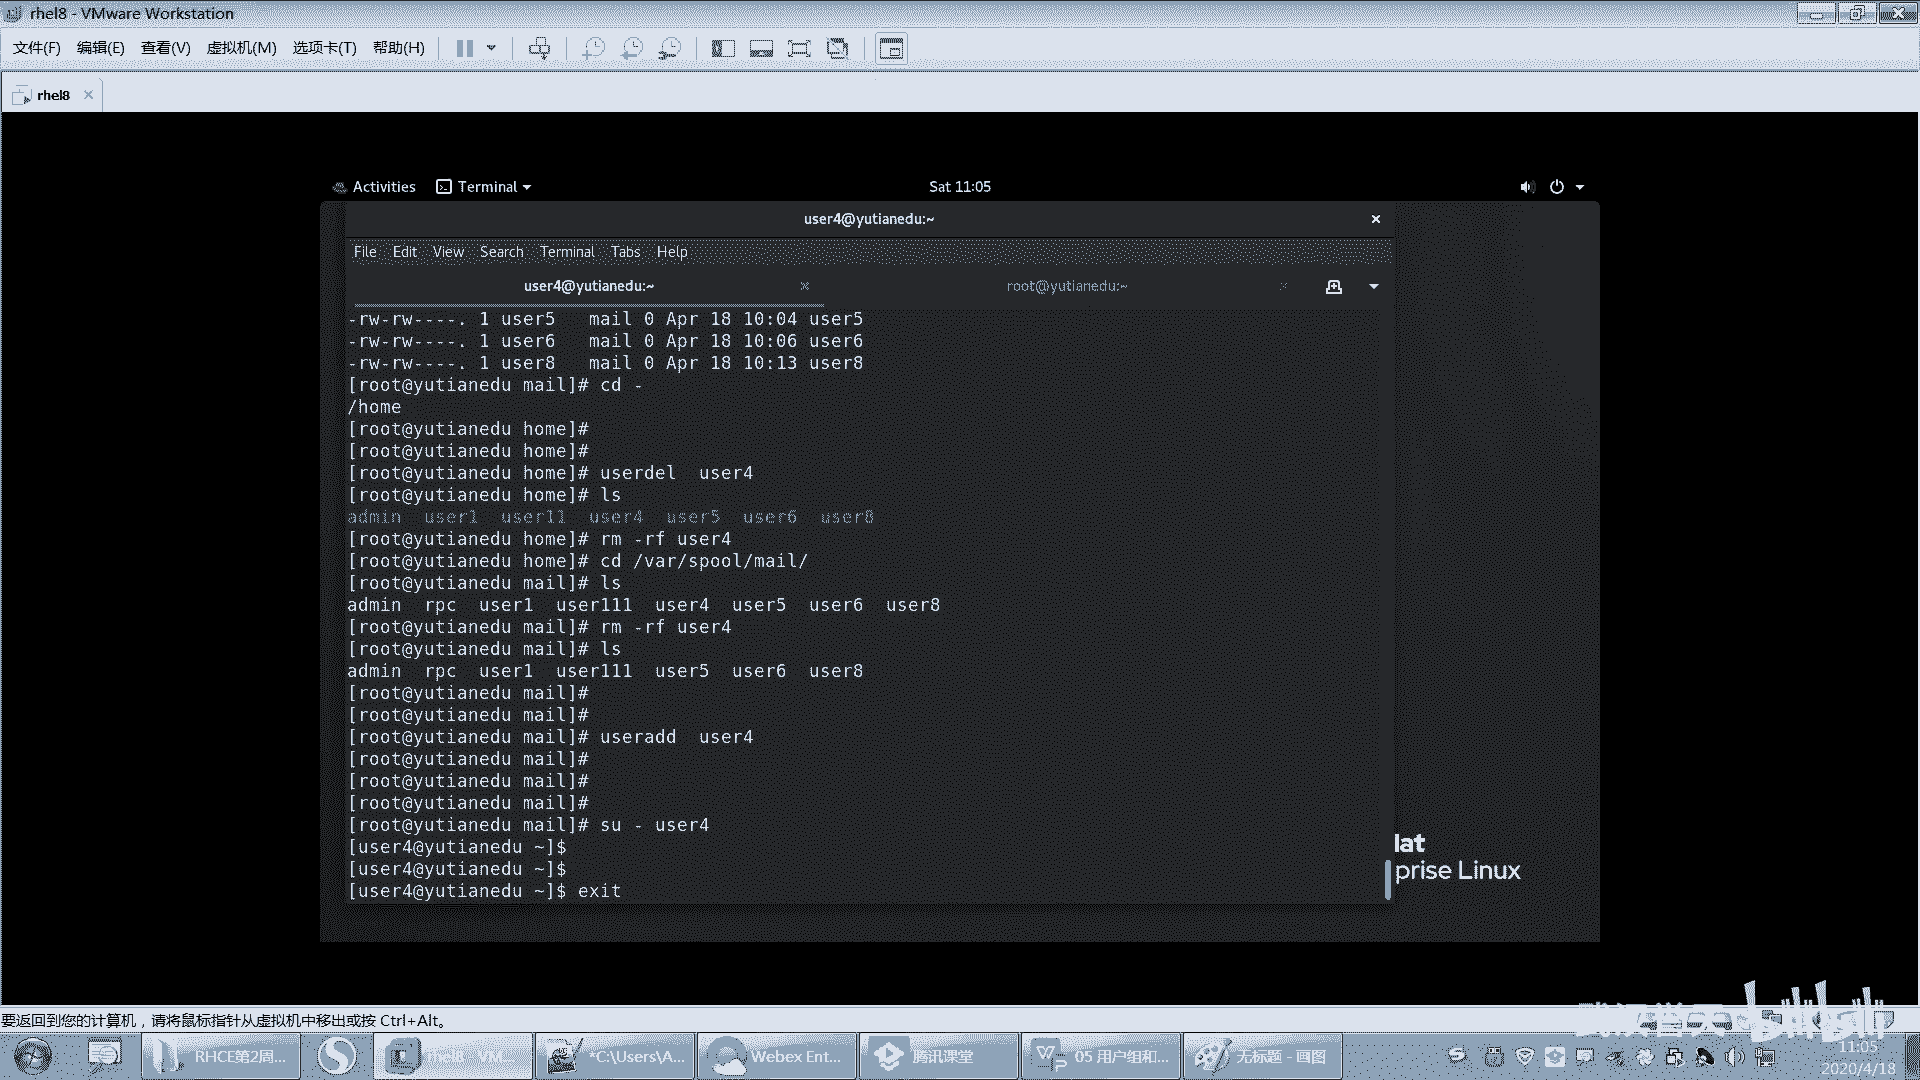 rhel8 - VMware Workstation
文件(F) 编辑(E) 查看(V) 虚拟机(M) 选项卡(T) 帮助(H)
rhel8
Activities Terminal Sat 11:05
user4@yutianedu:~
File Edit View Search Terminal Tabs Help
user4@yutianedu:~ root@yutianedu:~
-rw-rw----. 1 user5 mail 0 Apr 18 10:04 user5
-rw-rw----. 1 user6 mail 0 Apr 18 10:06 user6
-rw-rw----. 1 user8 mail 0 Apr 18 10:13 user8
[root@yutianedu mail]# cd -
/home
[root@yutianedu home]#
[root@yutianedu home]#
[root@yutianedu home]# userdel user4
[root@yutianedu home]# ls
admin user1 user11 user4 user5 user6 user8
[root@yutianedu home]# rm -rf user4
[root@yutianedu home]# cd /var/spool/mail/
[root@yutianedu mail]# ls
admin rpc user1 user111 user4 user5 user6 user8
[root@yutianedu mail]# rm -rf user4
[root@yutianedu mail]# ls
admin rpc user1 user111 user5 user6 user8
[root@yutianedu mail]#
[root@yutianedu mail]#
[root@yutianedu mail]# useradd user4
[root@yutianedu mail]#
[root@yutianedu mail]#
[root@yutianedu mail]#
[root@yutianedu mail]# su - user4
[user4@yutianedu ~]$
[user4@yutianedu ~]$
[user4@yutianedu ~]$ exit
lat
prise Linux
要返回到您的计算机，请将鼠标指针从虚拟机中移出或按 Ctrl+Alt。
RHCE第2周... rhel8 - VM... *C:\Users\A... Webex Ent... 腾讯课堂 05 用户组和... 无标题 - 画图
11:05
2020/4/18